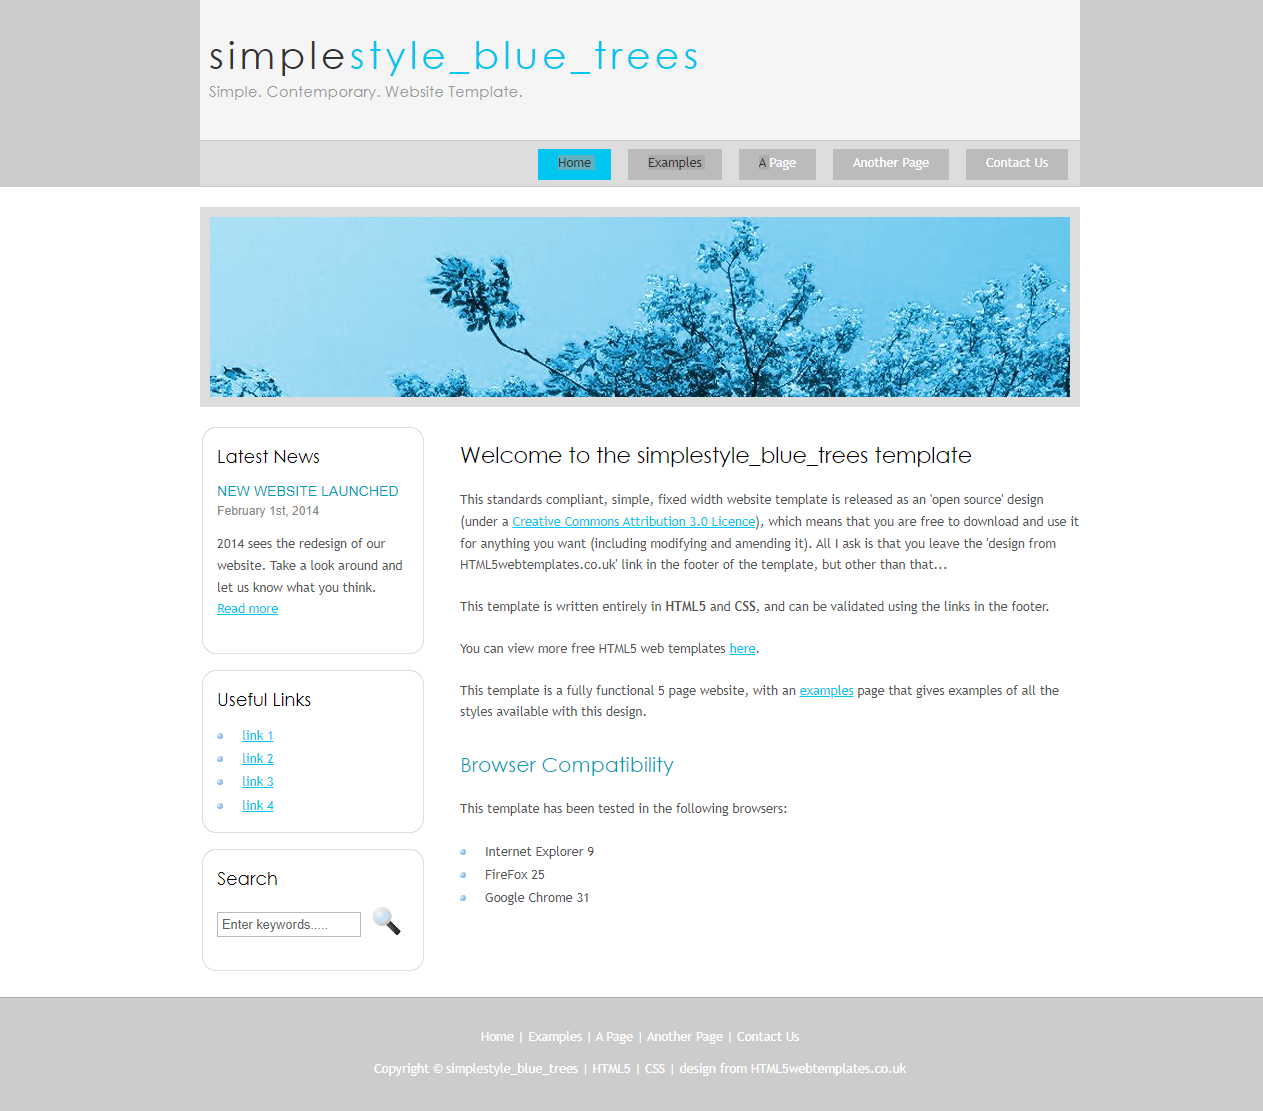 simplestyle_blue_trees
Simple. Contemporary. Website Template.
Home Examples A Page Another Page Contact Us
Latest News
NEW WEBSITE LAUNCHED
February 1st, 2014
2014 sees the redesign of our
website. Take a look around and
let us know what you think.
Read more
Useful Links
link 1
link 2
link 3
link 4
Search
Enter keywords.....
Welcome to the simplestyle_blue_trees template
This standards compliant, simple, fixed width website template is released as an 'open source' design
(under a Creative Commons Attribution 3.0 Licence), which means that you are free to download and use it
for anything you want (including modifying and amending it). All I ask is that you leave the 'design from
HTML5webtemplates.co.uk' link in the footer of the template, but other than that...
This template is written entirely in HTML5 and CSS, and can be validated using the links in the footer.
You can view more free HTML5 web templates here.
This template is a fully functional 5 page website, with an examples page that gives examples of all the
styles available with this design.
Browser Compatibility
This template has been tested in the following browsers:
Internet Explorer 9
FireFox 25
Google Chrome 31
Home | Examples | A Page | Another Page | Contact Us
Copyright © simplestyle_blue_trees | HTML5 | CSS | design from HTML5webtemplates.co.uk